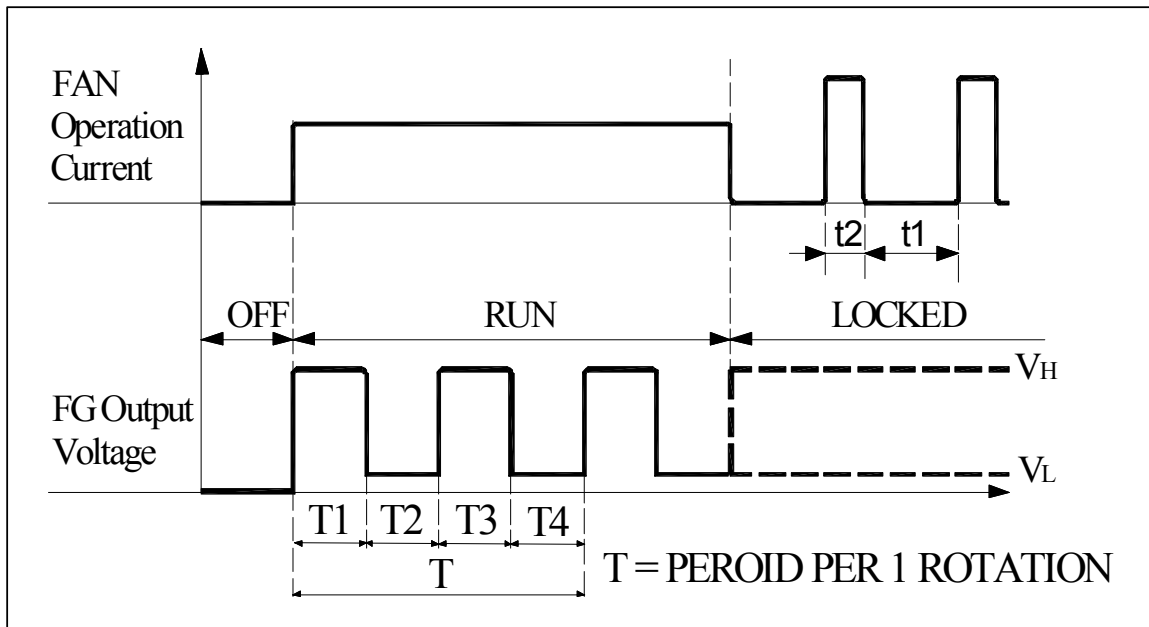 FAN
Operation
Current
t2
t1
OFF
RUN
LOCKED
VH
FG Output
Voltage
VL
T1
T2
T3
T4
T
T = PEROID PER 1 ROTATION